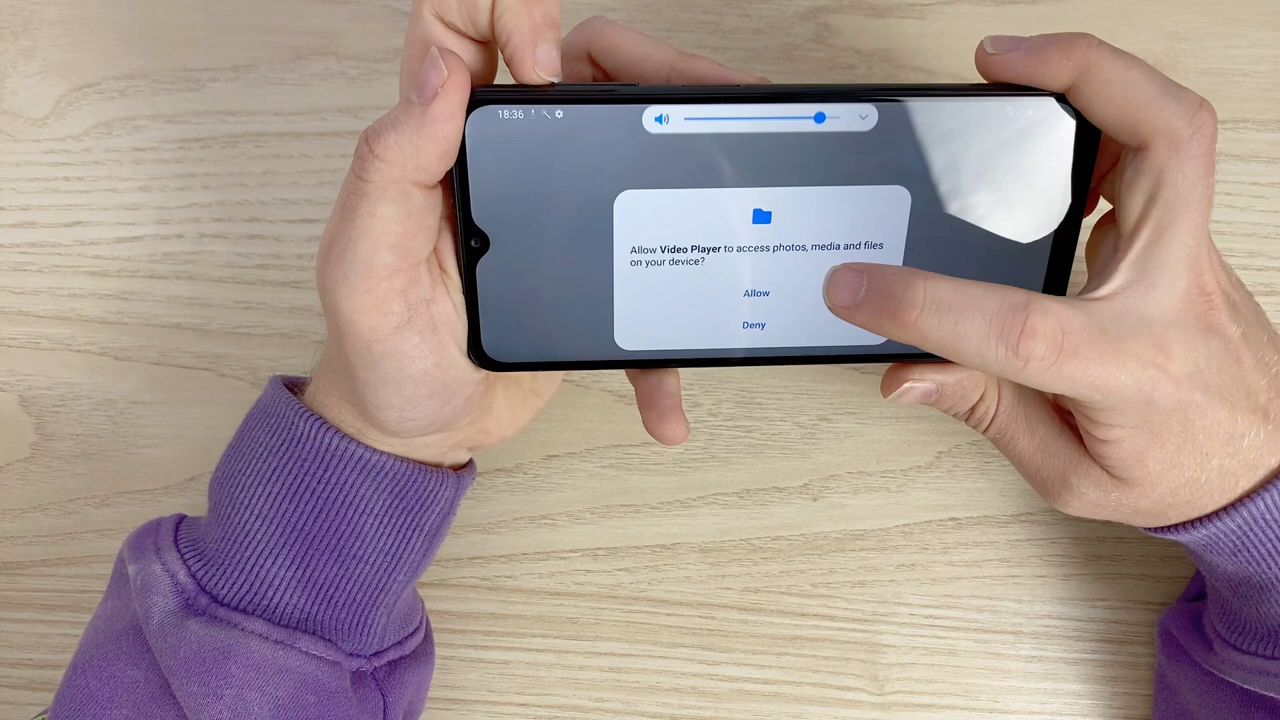 18:36
Allow Video Player to access photos, media and files
on your device?
Allow
Deny